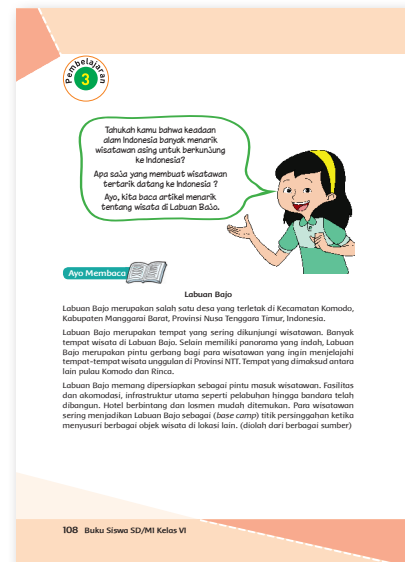 Pembelajaran
3
Tahukah kamu bahwa keadaan
alam Indonesia banyak menarik
wisatawan asing untuk berkunjung
ke Indonesia?
Apa saja yang membuat wisatawan
tertarik datang ke Indonesia ?
Ayo, kita baca artikel menarik
tentang wisata di Labuan Bajo.
Ayo Membaca
Labuan Bajo
Labuan Bajo merupakan salah satu desa yang terletak di Kecamatan Komodo,
Kabupaten Manggarai Barat, Provinsi Nusa Tenggara Timur, Indonesia.
Labuan Bajo merupakan tempat yang sering dikunjungi wisatawan. Banyak
tempat wisata di Labuan Bajo. Selain memiliki panorama yang indah, Labuan
Bajo merupakan pintu gerbang bagi para wisatawan yang ingin menjelajahi
tempat-tempat wisata unggulan di Provinsi NTT. Tempat yang dimaksud antara
lain pulau Komodo dan Rinca.
Labuan Bajo memang dipersiapkan sebagai pintu masuk wisatawan. Fasilitas
dan akomodasi, infrastruktur utama seperti pelabuhan hingga bandara telah
dibangun. Hotel berbintang dan losmen mudah ditemukan. Para wisatawan
sering menjadikan Labuan Bajo sebagai (base camp) titik persinggahan ketika
menyusuri berbagai objek wisata di lokasi lain. (diolah dari berbagai sumber)
108 Buku Siswa SD/MI Kelas VI